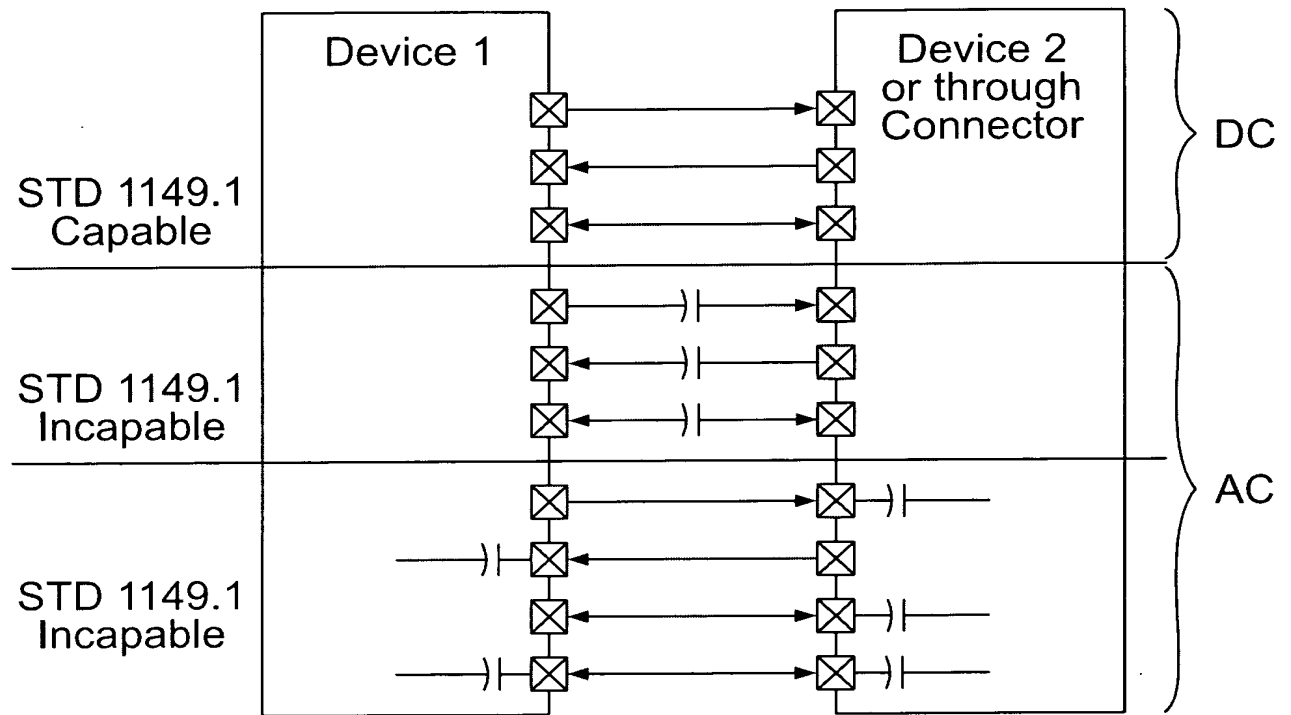 Device 1
Device 2
or through
Connector
DC
STD 1149.1
Capable
STD 1149.1
Incapable
AC
STD 1149.1
Incapable